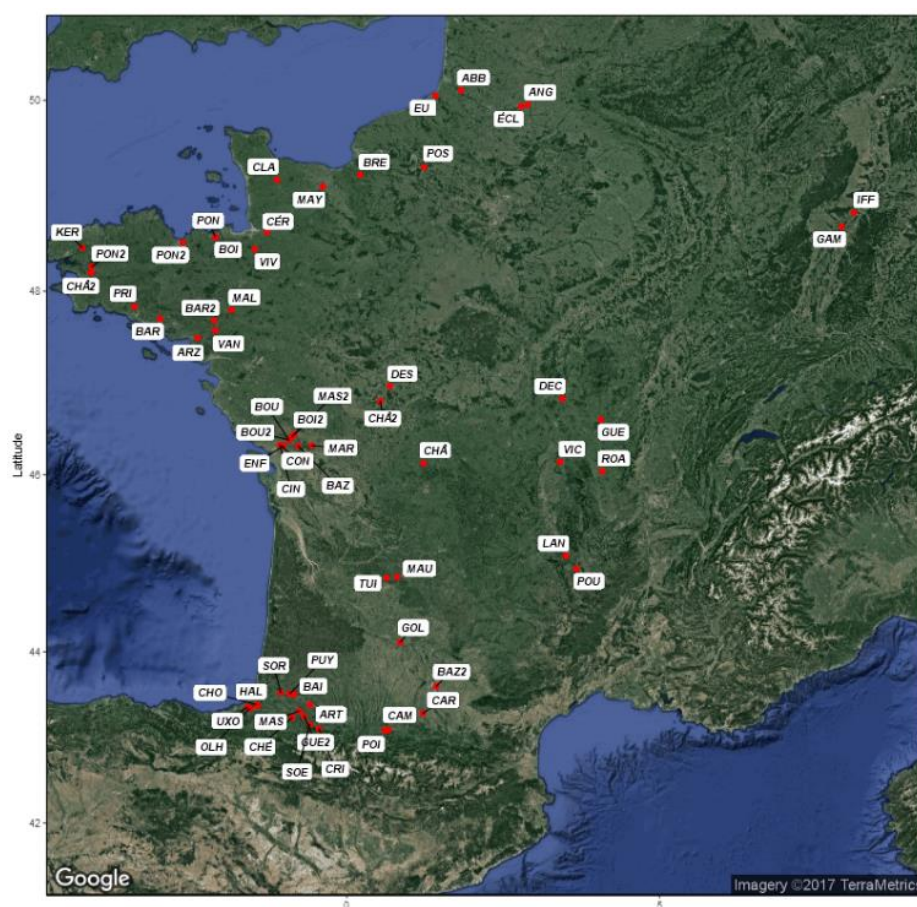 50
ABB
ANG
EU
ÉCL
CLA
BRE
POS
MAY
IFF
PON
CÉR
KER
PON2
PON2
BOI
VIV
GAM
48
CHÂ2
PRI
BAR2
MAL
BAR
ARZ
VAN
DES
MAS2
DEC
BOU
BOI2
CHÂ2
GUE
BOU2
ENF
CON
MAR
CHÂ
VIC
ROA
46
CIN
BAZ
LAN
MAU
TUI
POU
Latitude
44
GOL
SOR
PUY
BAZ2
CHO
HAL
BAI
CAR
UXO
MAS
ART
CAM
OLH
CHÉ
GUE2
POI
SOE
CRI
42
Google
Imagery ©2017 TerraMetrics
0
5